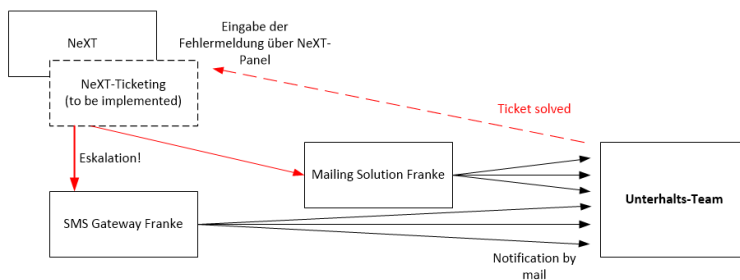 NeXT
Eingabe der
Fehlermeldung über NeXT-
Panel
NeXT-Ticketing
(to be implemented)
Ticket solved
Eskalation!
Mailing Solution Franke
Unterhalts-Team
SMS Gateway Franke
Notification by
mail